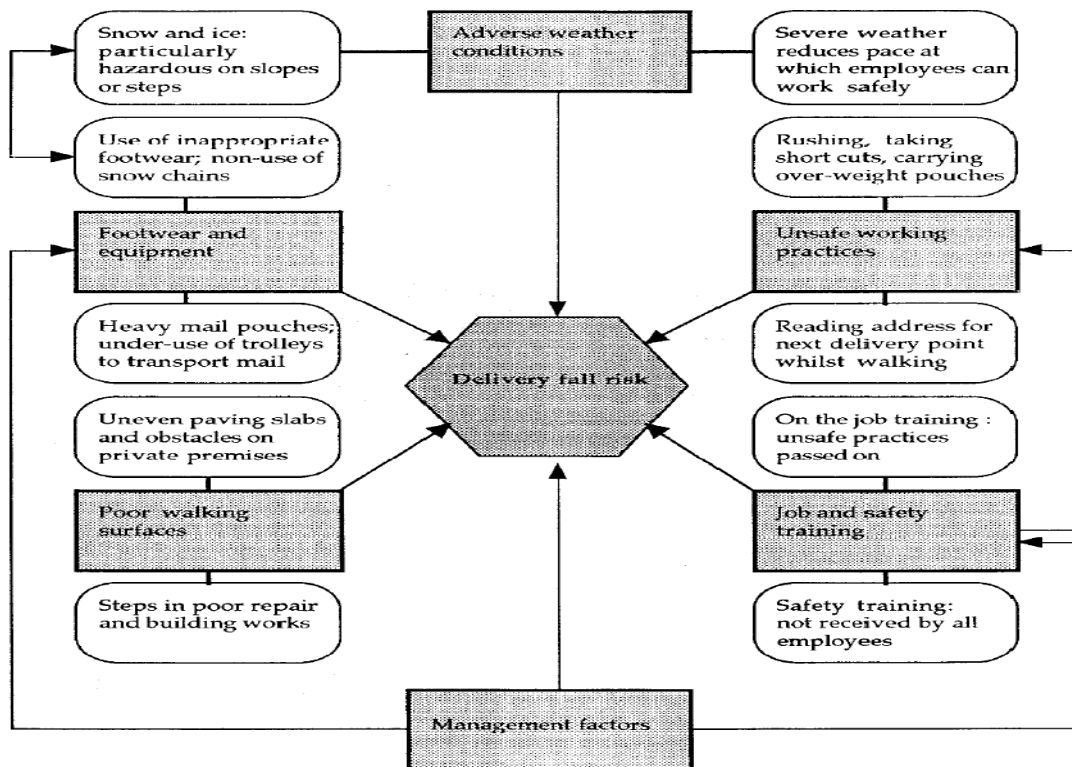 Snow and ice:
particularly
hazardous on slopes
or steps
Adverse weather
conditions
Severe weather
reduces pace at
which employees can
work safely
Use of inappropriate
footwear; non-use of
snow chains
Rushing, taking
short cuts, carrying
over-weight pouches
Footwear and
equipment
Unsafe working
practices
Heavy mail pouches;
under-use of trolleys
to transport mail
Delivery fall risk
Reading address for
next delivery point
whilst walking
Uneven paving slabs
and obstacles on
private premises
On the job training :
unsafe practices
passed on
Poor walking
surfaces
Job and safety
training
Steps in poor repair
and building works
Safety training:
not received by all
employees
Management factors